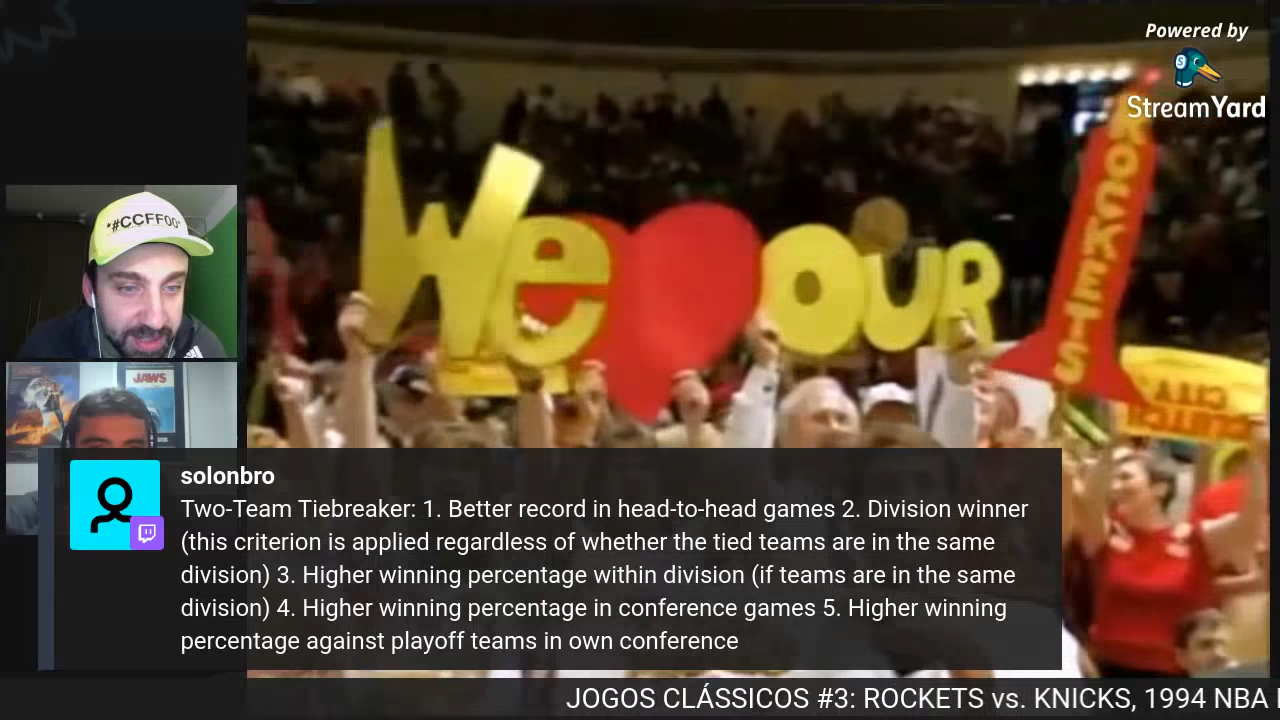 Powered by
StreamYard
We OUR
ROCKETS
*#CCFF00*
JAWS
solonbro
Two-Team Tiebreaker: 1. Better record in head-to-head games 2. Division winner
(this criterion is applied regardless of whether the tied teams are in the same
division) 3. Higher winning percentage within division (if teams are in the same
division) 4. Higher winning percentage in conference games 5. Higher winning
percentage against playoff teams in own conference
JOGOS CLÁSSICOS #3: ROCKETS vs. KNICKS, 1994 NBA